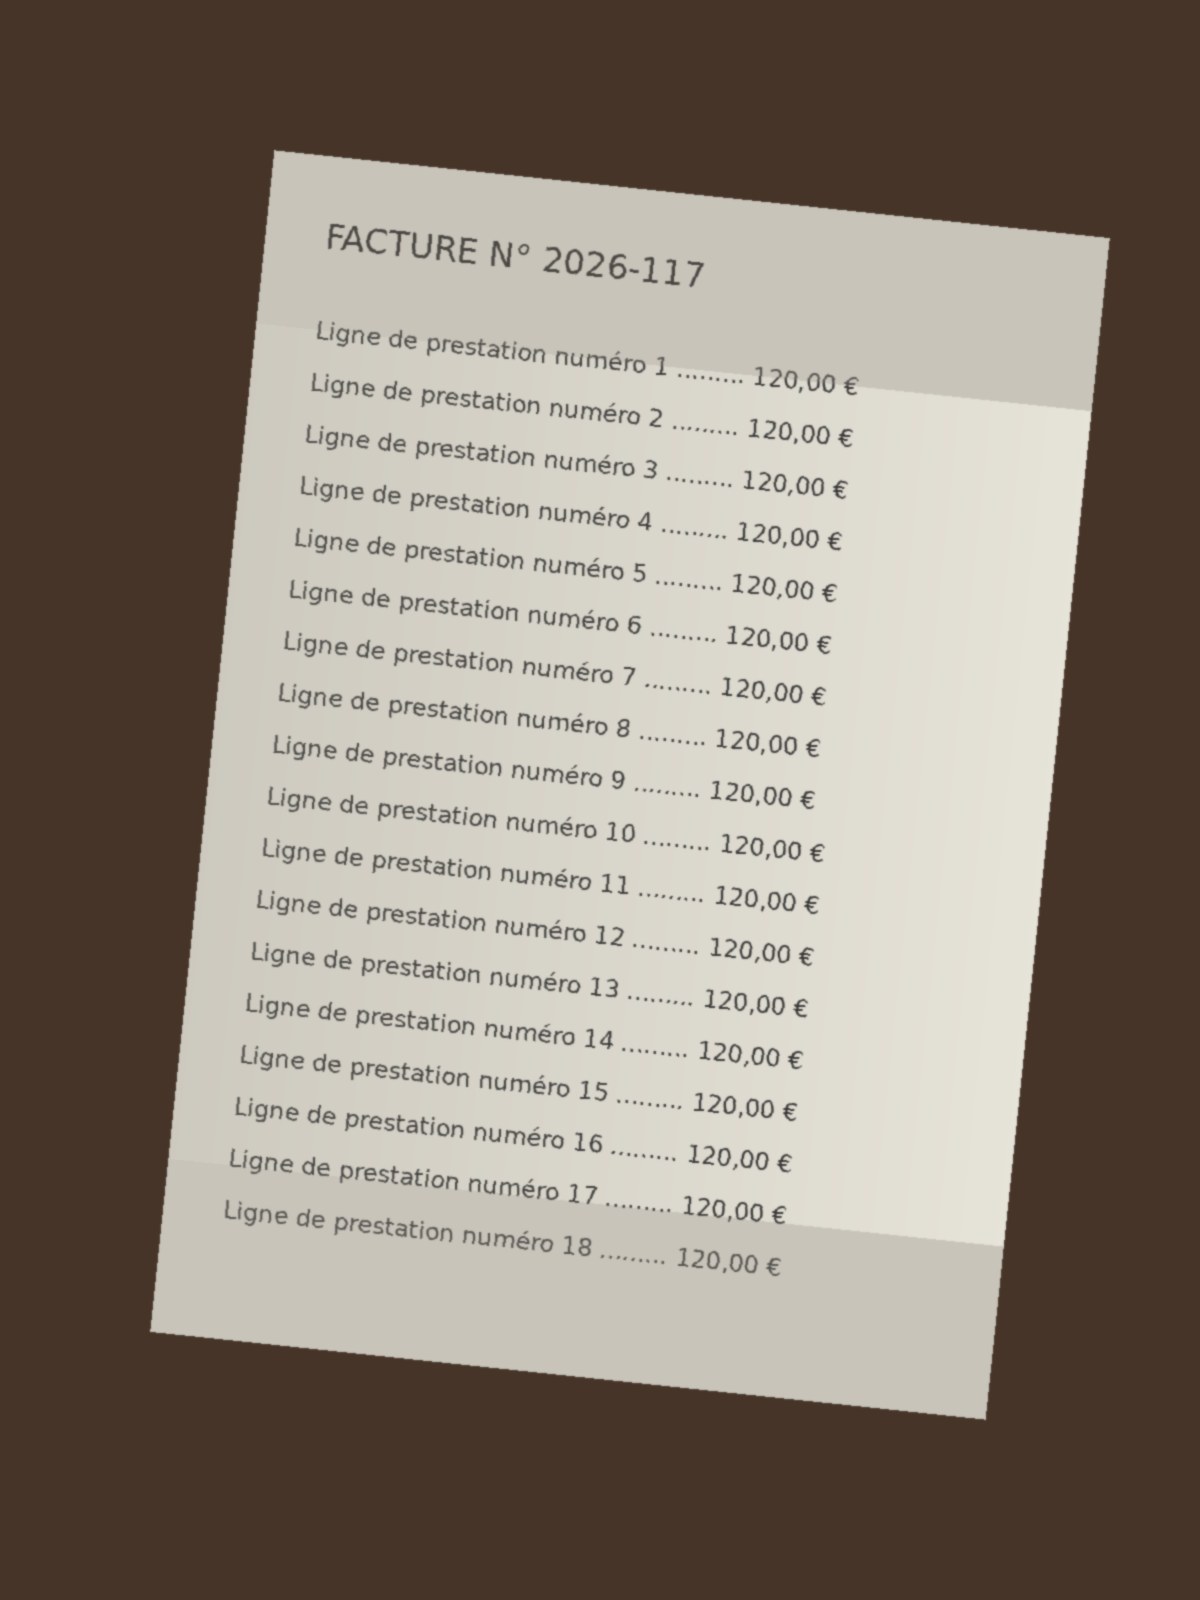 FACTURE N° 2026-117
Ligne de prestation numéro 1 ......... 120,00 €
Ligne de prestation numéro 2 ......... 120,00 €
Ligne de prestation numéro 3 ......... 120,00 €
Ligne de prestation numéro 4 ......... 120,00 €
Ligne de prestation numéro 5 ......... 120,00 €
Ligne de prestation numéro 6 ......... 120,00 €
Ligne de prestation numéro 7 ......... 120,00 €
Ligne de prestation numéro 8 ......... 120,00 €
Ligne de prestation numéro 9 ......... 120,00 €
Ligne de prestation numéro 10 ......... 120,00 €
Ligne de prestation numéro 11 ......... 120,00 €
Ligne de prestation numéro 12 ......... 120,00 €
Ligne de prestation numéro 13 ......... 120,00 €
Ligne de prestation numéro 14 ......... 120,00 €
Ligne de prestation numéro 15 ......... 120,00 €
Ligne de prestation numéro 16 ......... 120,00 €
Ligne de prestation numéro 17 ......... 120,00 €
Ligne de prestation numéro 18 ......... 120,00 €